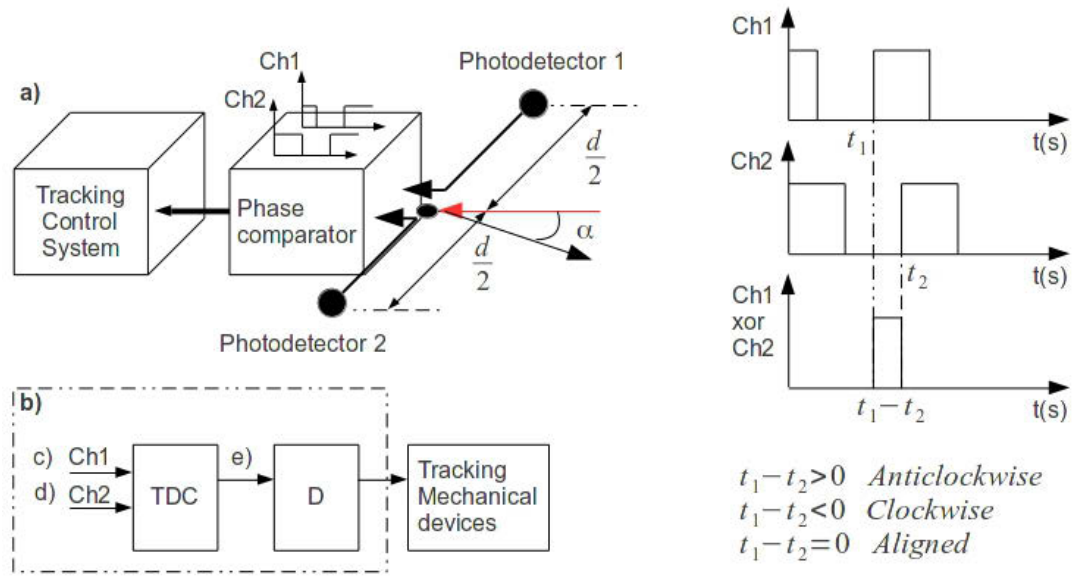 a)
Ch1
Ch2
Photodetector 1
Tracking
Control
System
Phase
comparator
d/2
d/2
α
Photodetector 2
b)
c) Ch1
d) Ch2
TDC
e)
D
Tracking
Mechanical
devices
Ch1
t₁
t(s)
Ch2
t₂
t(s)
Ch1
xor
Ch2
t₁−t₂
t(s)
t₁−t₂>0 Anticlockwise
t₁−t₂<0 Clockwise
t₁−t₂=0 Aligned